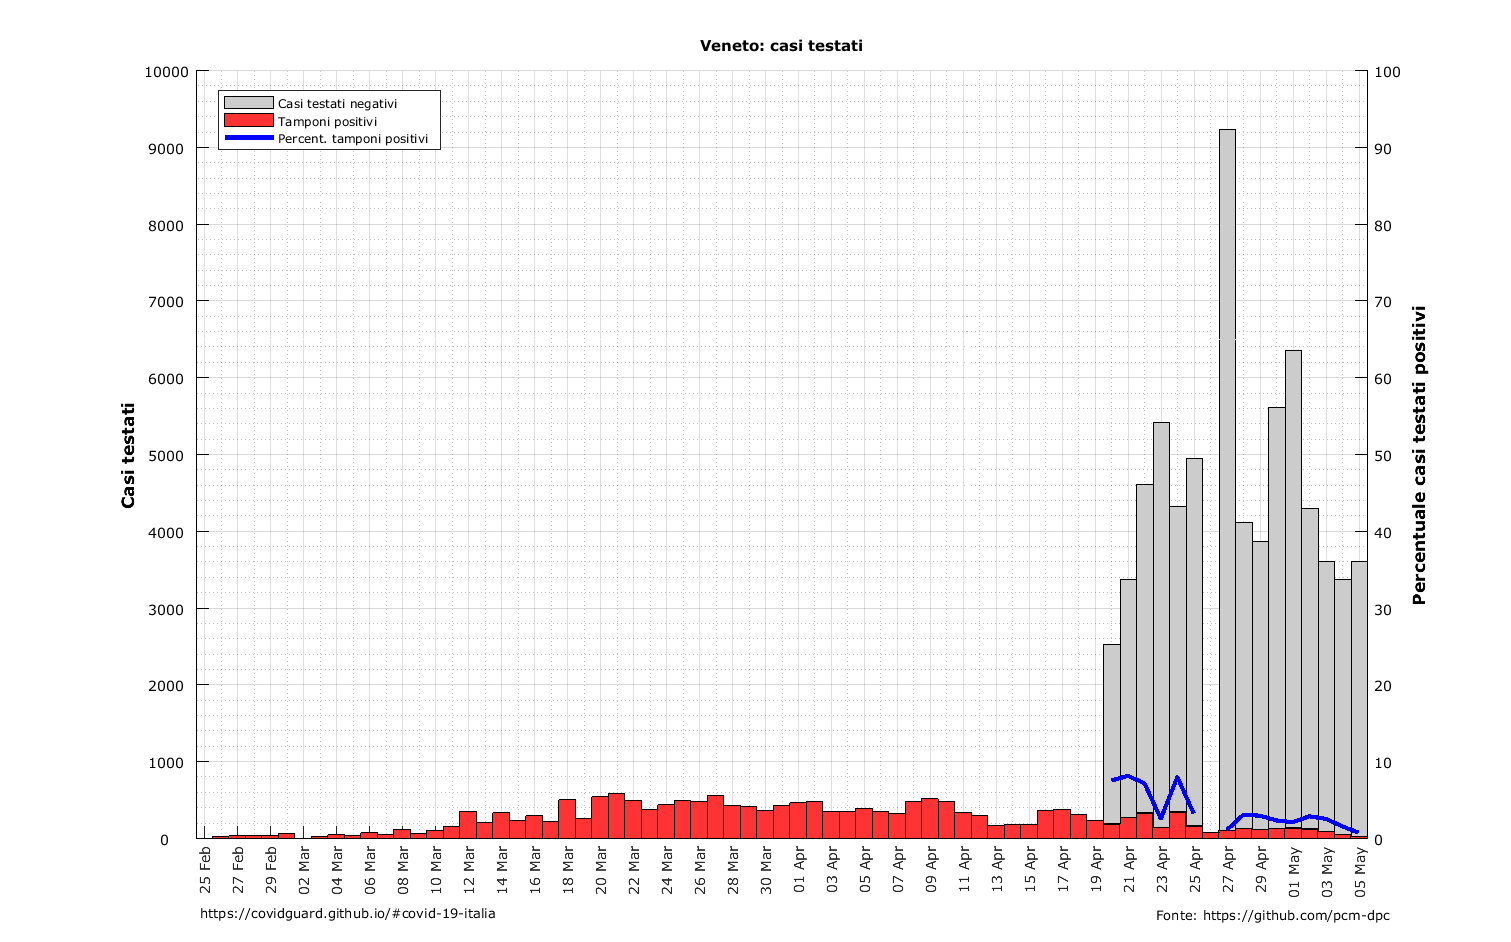 Veneto: casi testati
Casi testati negativi
Tamponi positivi
Percent. tamponi positivi
Casi testati
10000
9000
8000
7000
6000
5000
4000
3000
2000
1000
0
100
90
80
70
60
50
40
30
20
10
0
Percentuale casi testati positivi
25 Feb
27 Feb
29 Feb
02 Mar
04 Mar
06 Mar
08 Mar
10 Mar
12 Mar
14 Mar
16 Mar
18 Mar
20 Mar
22 Mar
24 Mar
26 Mar
28 Mar
30 Mar
01 Apr
03 Apr
05 Apr
07 Apr
09 Apr
11 Apr
13 Apr
15 Apr
17 Apr
19 Apr
21 Apr
23 Apr
25 Apr
27 Apr
29 Apr
01 May
03 May
05 May
https://covidguard.github.io/#covid-19-italia
Fonte: https://github.com/pcm-dpc